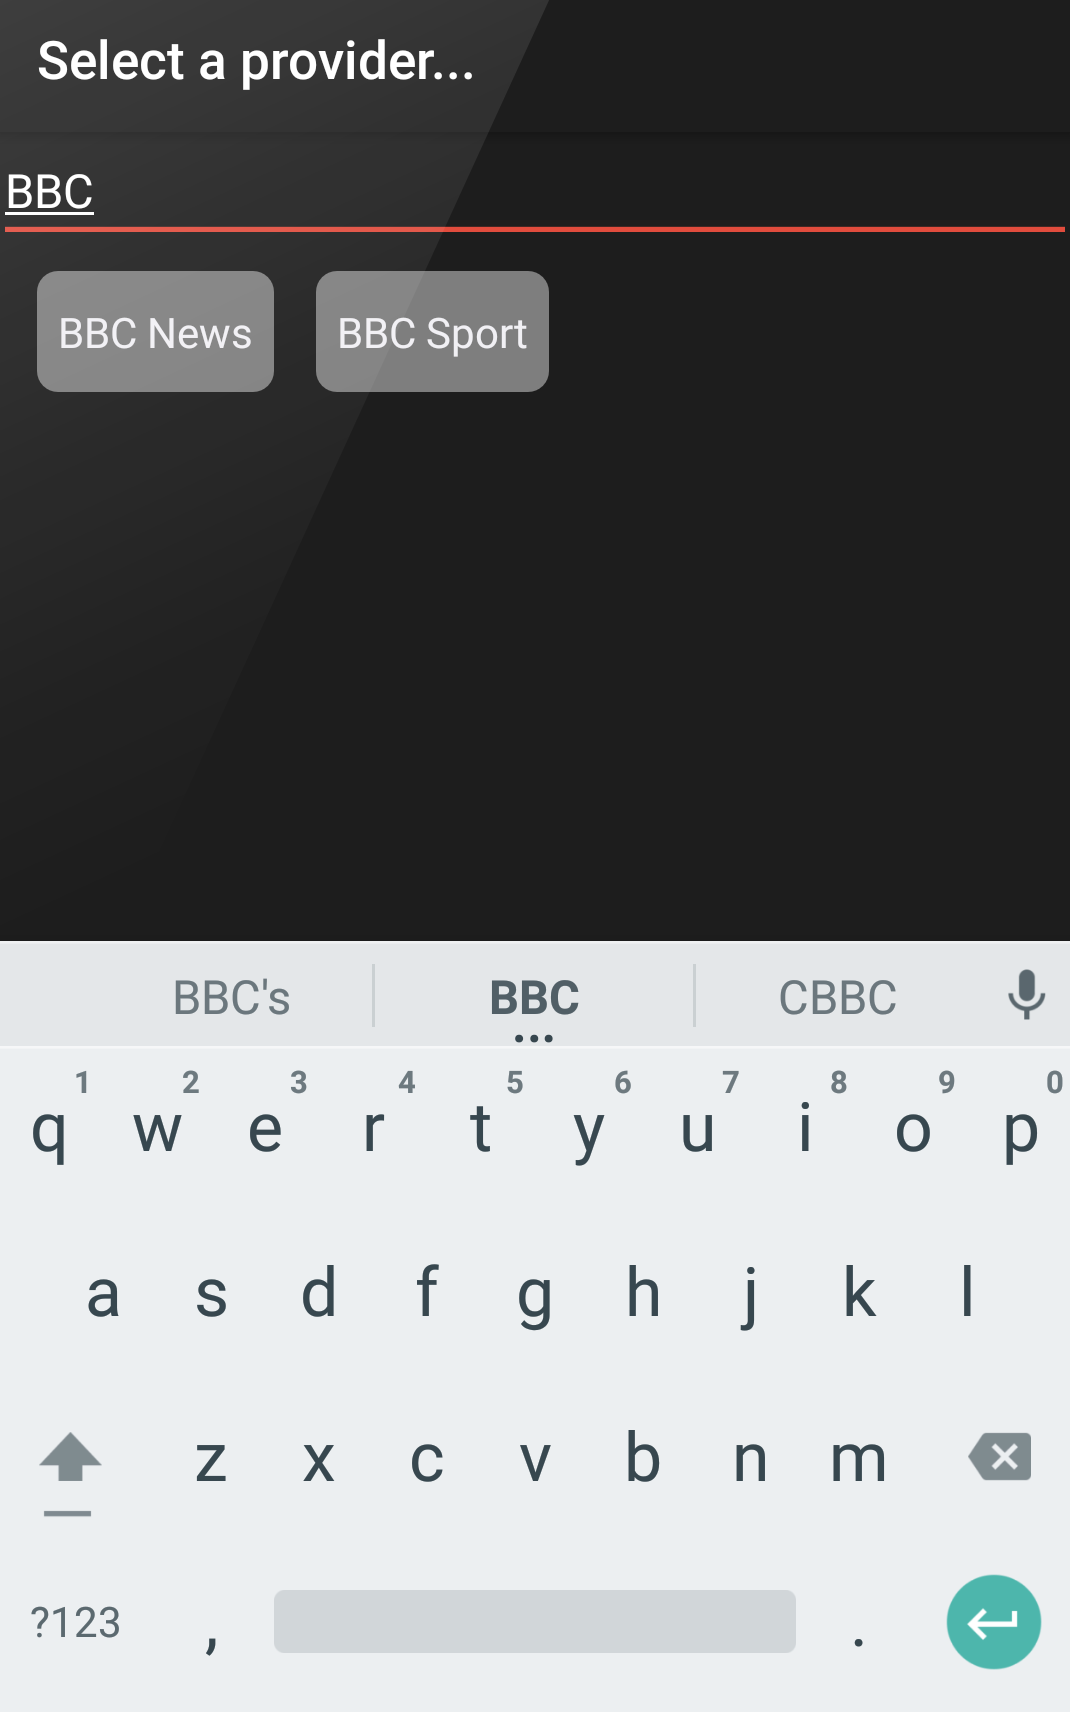 Select a provider...
BBC
BBC News BBC Sport
BBC's BBC CBBC
1 2 3 4 5 6 7 8 9 0
q w e r t y u i o p
a s d f g h j k l
z x c v b n m
?123 , .